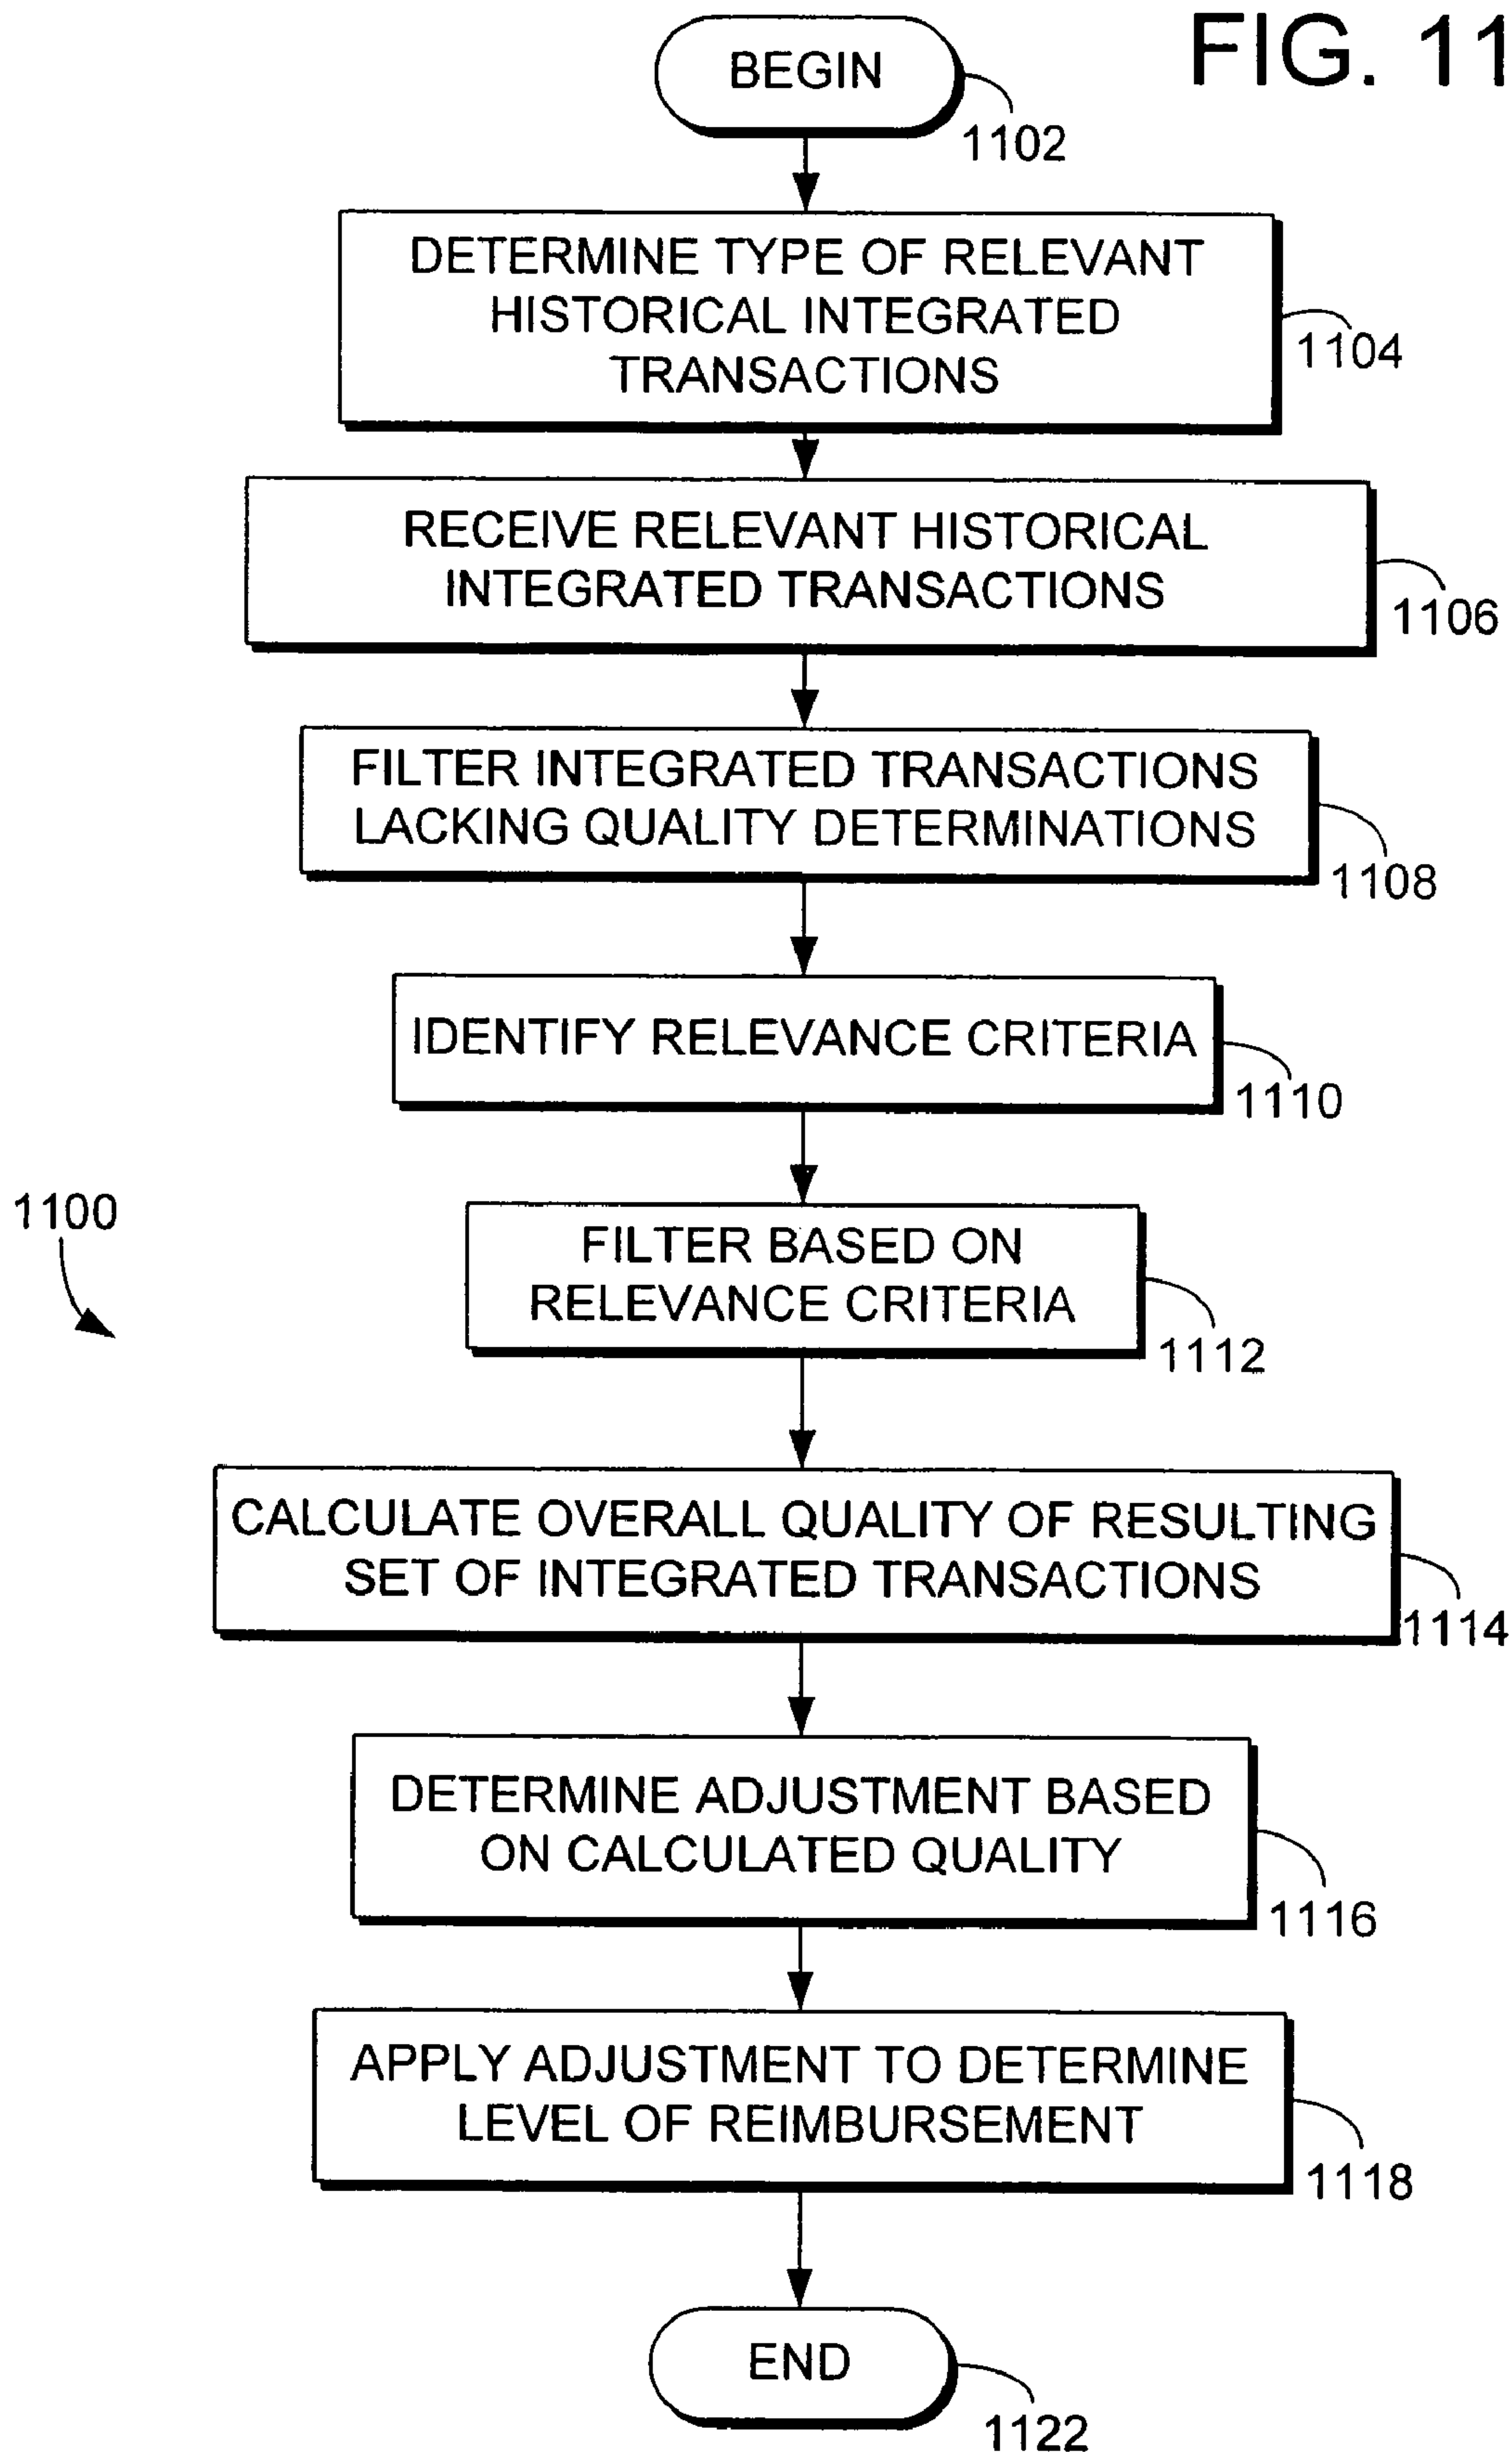 FIG. 11
BEGIN
1102
DETERMINE TYPE OF RELEVANT
HISTORICAL INTEGRATED
TRANSACTIONS
1104
RECEIVE RELEVANT HISTORICAL
INTEGRATED TRANSACTIONS
1106
FILTER INTEGRATED TRANSACTIONS
LACKING QUALITY DETERMINATIONS
1108
IDENTIFY RELEVANCE CRITERIA
1110
1100
FILTER BASED ON
RELEVANCE CRITERIA
1112
CALCULATE OVERALL QUALITY OF RESULTING
SET OF INTEGRATED TRANSACTIONS
1114
DETERMINE ADJUSTMENT BASED
ON CALCULATED QUALITY
1116
APPLY ADJUSTMENT TO DETERMINE
LEVEL OF REIMBURSEMENT
1118
END
1122